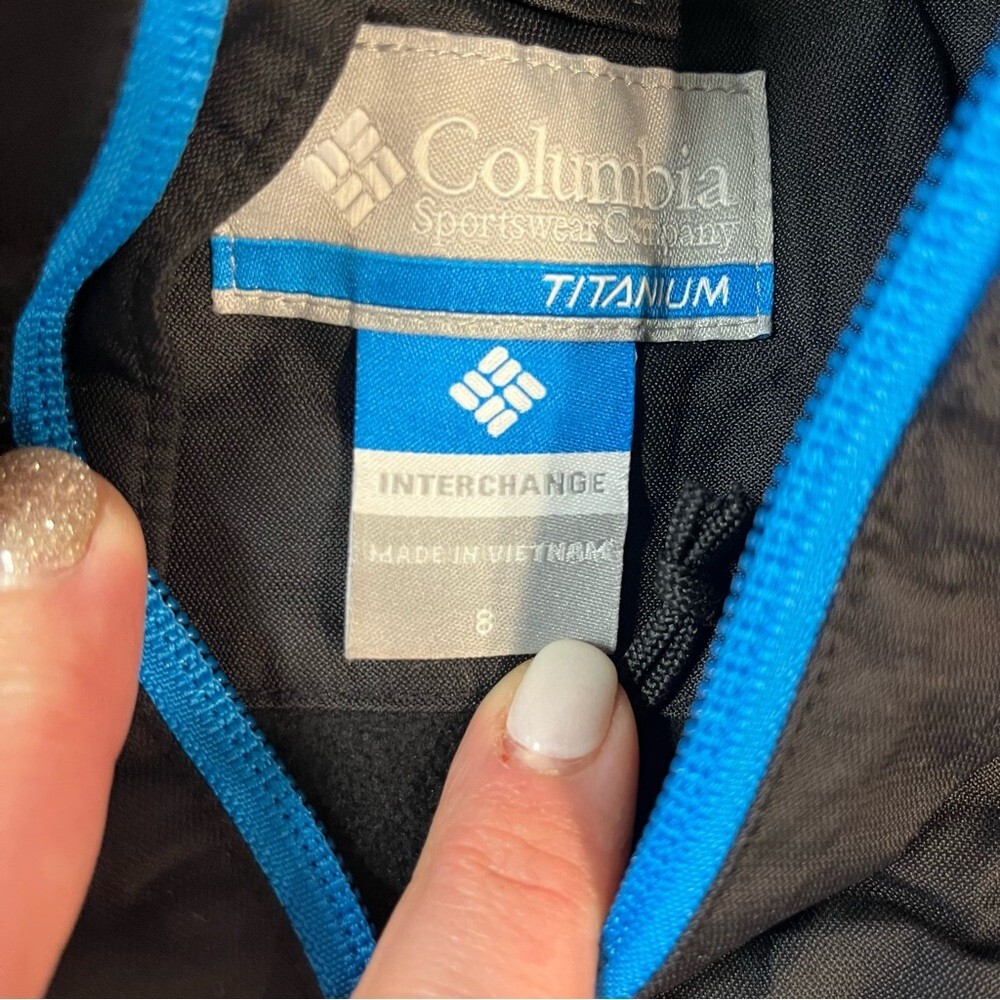 Columbia
Sportswear Company
TITANIUM
INTERCHANGE
MADE IN VIETNAM
8